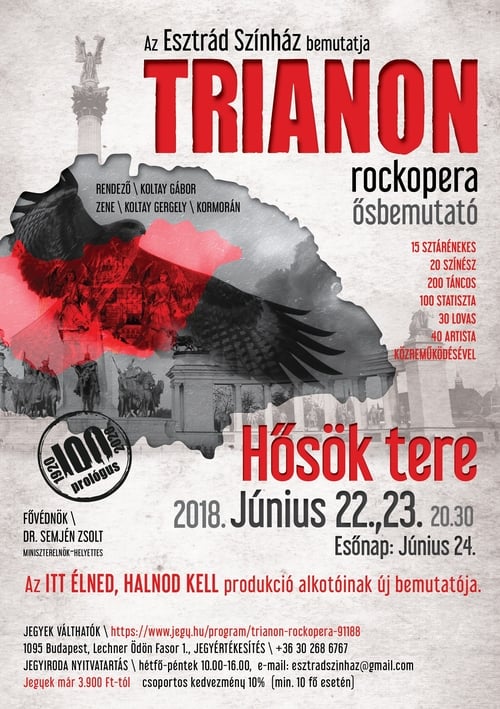 Az Esztrád Színház bemutatja
TRIANON
rockopera
ősbemutató
RENDEZŐ \ KOLTAY GÁBOR
ZENE \ KOLTAY GERGELY \ KORMORÁN
15 SZTÁRÉNEKES
20 SZÍNÉSZ
200 TÁNCOS
100 STATISZTA
30 LOVAS
40 ARTISTA
KÖZREMŰKÖDÉSÉVEL
1920 100 2020
prológus
Hősök tere
2018. Június 22.,23. 20.30
Esőnap: Június 24.
FŐVÉDNÖK \
DR. SEMJÉN ZSOLT
MINISZTERELNÖK-HELYETTES
Az ITT ÉLNED, HALNOD KELL produkció alkotóinak új bemutatója.
JEGYEK VÁLTHATÓK \ https://www.jegy.hu/program/trianon-rockopera-91188
1095 Budapest, Lechner Ödön Fasor 1., JEGYÉRTÉKESÍTÉS \ +36 30 268 6767
JEGYIRODA NYITVATARTÁS \ hétfő-péntek 10.00-16.00, e-mail: esztradszinhaz@gmail.com
Jegyek már 3.900 Ft-tól csoportos kedvezmény 10% (min. 10 fő esetén)